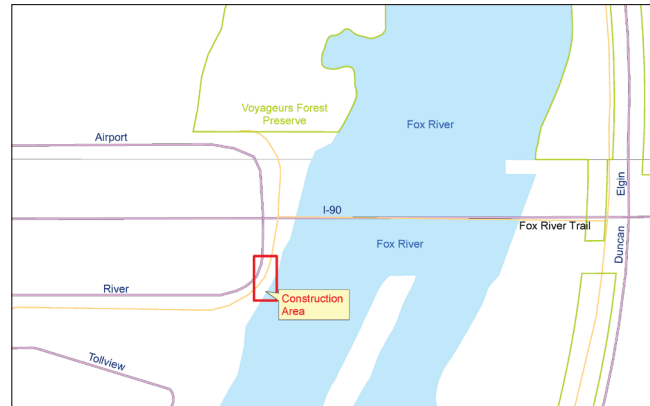 Voyageurs Forest
Preserve
Fox River
Airport
Elgin
I-90
Fox River Trail
Fox River
Duncan
River
Construction
Area
Tollview